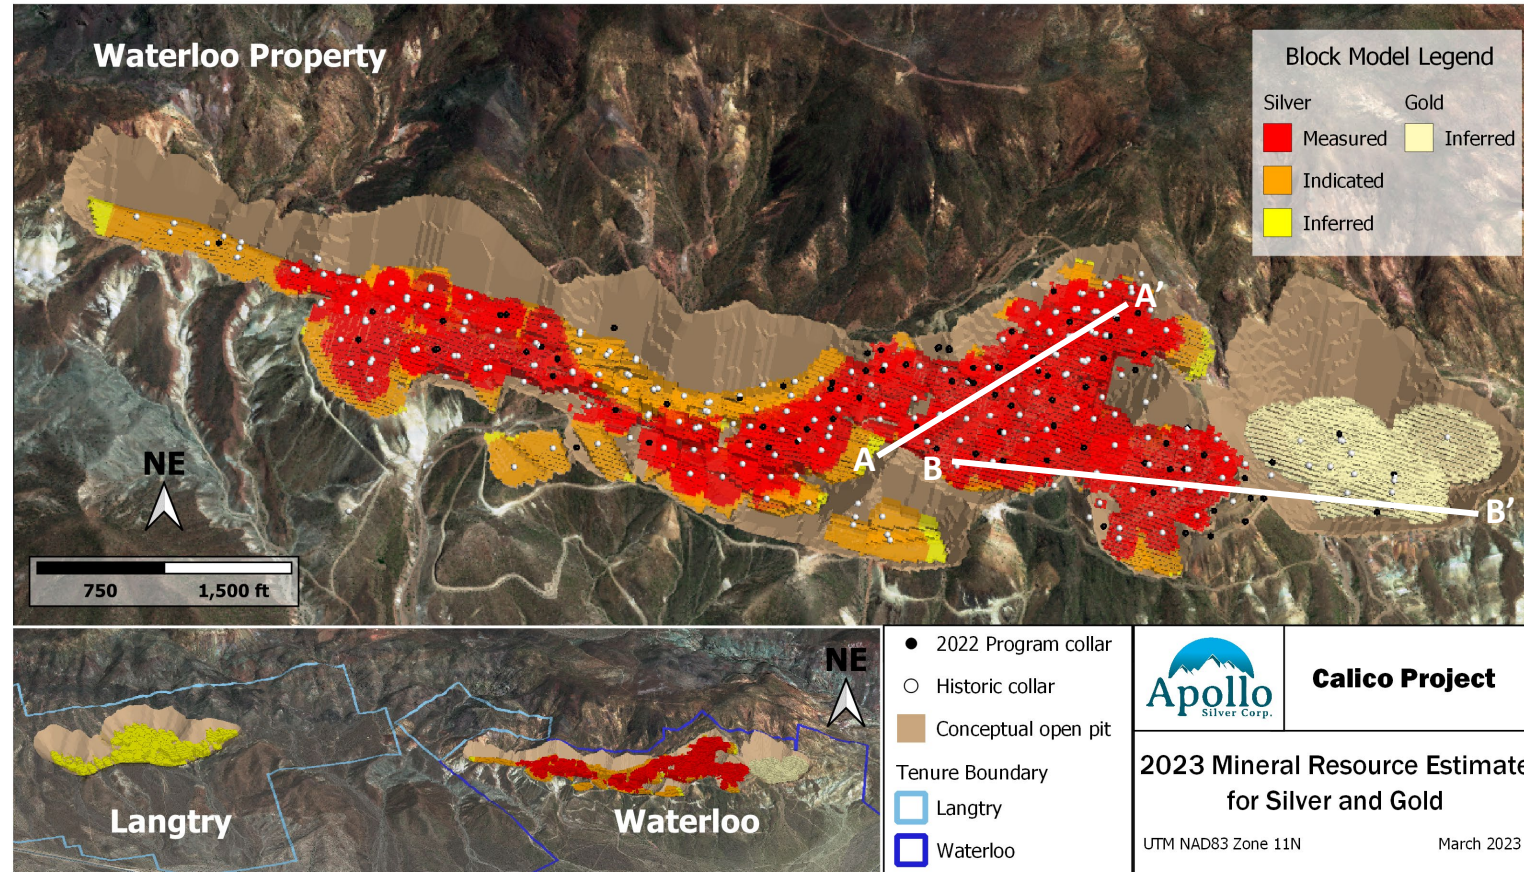 Waterloo Property
Block Model Legend
Silver
Gold
Measured
Inferred
Indicated
Inferred
A'
A
B
B'
NE
750
1,500 ft
NE
Langtry
Waterloo
2022 Program collar
Historic collar
Conceptual open pit
Tenure Boundary
Langtry
Waterloo
Apollo
Silver Corp.
Calico Project
2023 Mineral Resource Estimate
for Silver and Gold
UTM NAD83 Zone 11N
March 2023